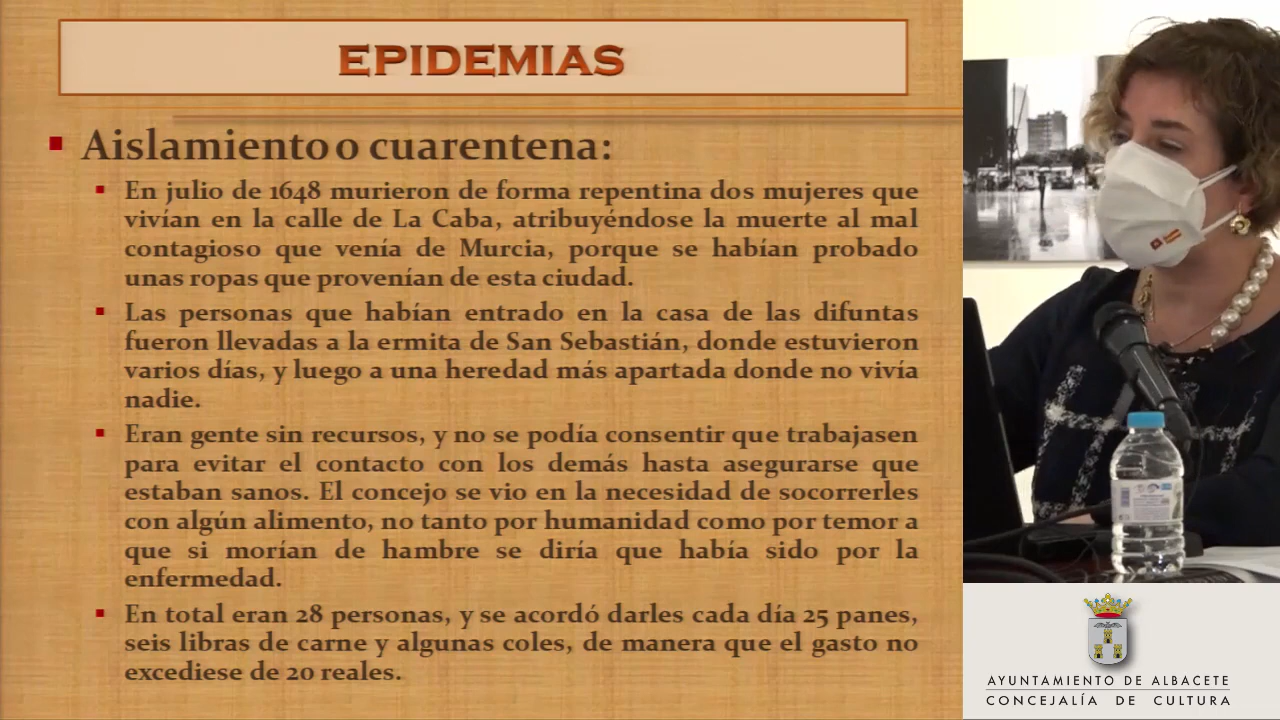 EPIDEMIAS
Aislamiento o cuarentena:
En julio de 1648 murieron de forma repentina dos mujeres que
vivían en la calle de La Caba, atribuyéndose la muerte al mal
contagioso que venía de Murcia, porque se habían probado
unas ropas que provenían de esta ciudad.
Las personas que habían entrado en la casa de las difuntas
fueron llevadas a la ermita de San Sebastián, donde estuvieron
varios días, y luego a una heredad más apartada donde no vivía
nadie.
Eran gente sin recursos, y no se podía consentir que trabajasen
para evitar el contacto con los demás hasta asegurarse que
estaban sanos. El concejo se vio en la necesidad de socorrerles
con algún alimento, no tanto por humanidad como por temor a
que si morían de hambre se diría que había sido por la
enfermedad.
En total eran 28 personas, y se acordó darles cada día 25 panes,
seis libras de carne y algunas coles, de manera que el gasto no
excediese de 20 reales.
AYUNTAMIENTO DE ALBACETE
CONCEJALÍA DE CULTURA